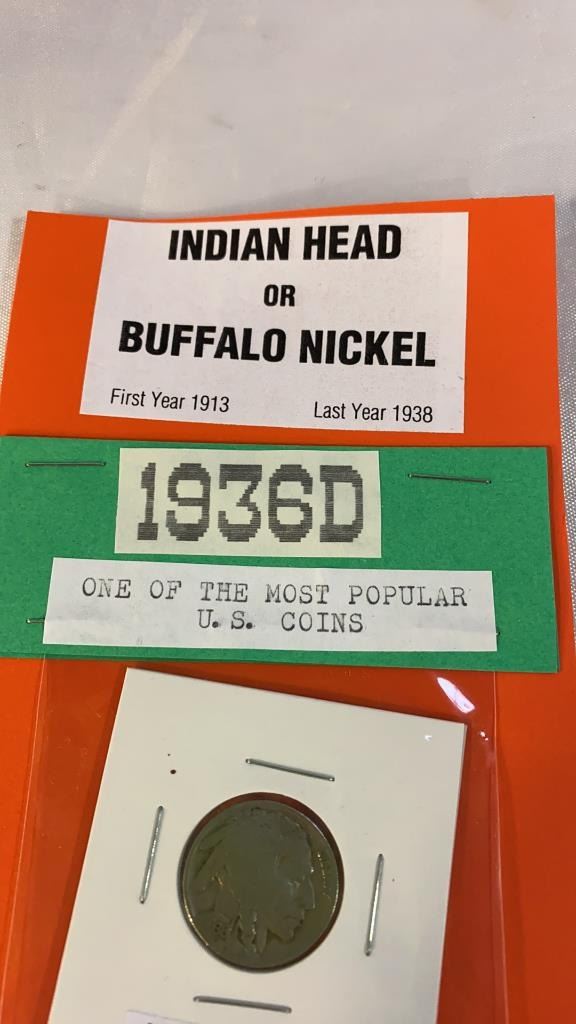 INDIAN HEAD
OR
BUFFALO NICKEL
First Year 1913 Last Year 1938
1936D
ONE OF THE MOST POPULAR
U.S. COINS